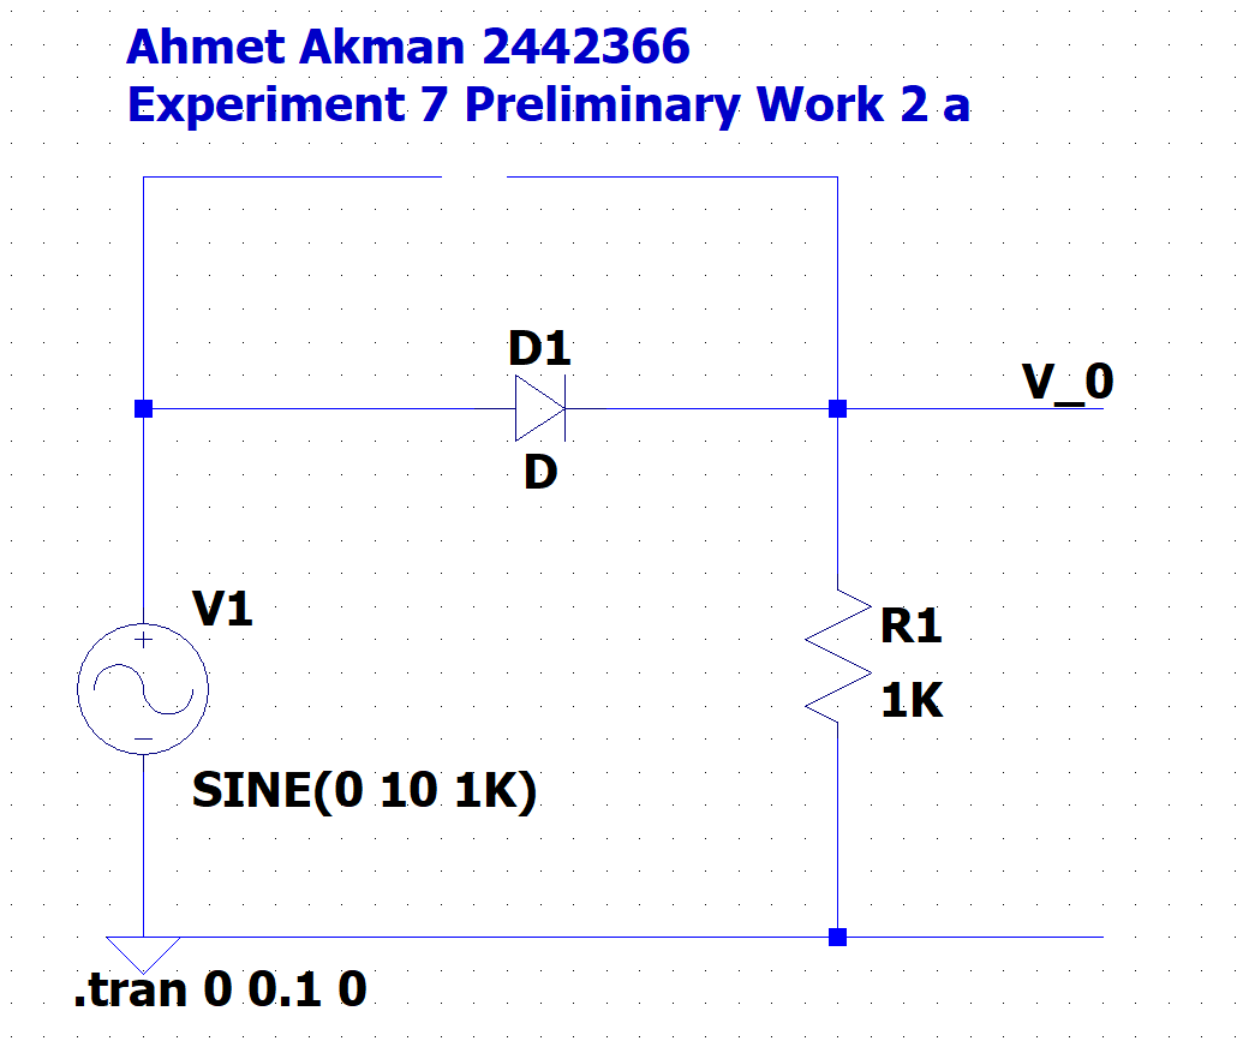 Ahmet Akman 2442366
Experiment 7 Preliminary Work 2 a
D1
V_0
D
V1
R1
1K
SINE(0 10 1K)
.tran 0 0.1 0